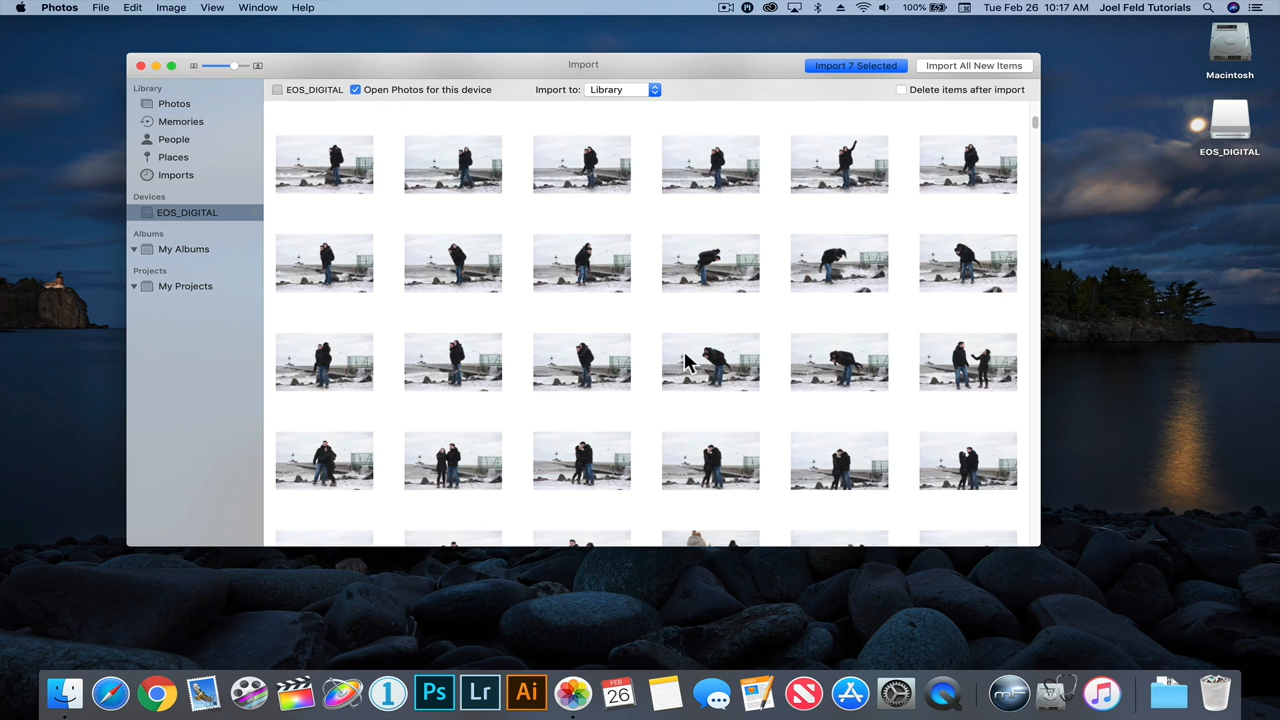 Photos File Edit Image View Window Help 100% Tue Feb 26 10:17 AM Joel Feld Tutorials
Macintosh
EOS_DIGITAL
Import
Import 7 Selected
Import All New Items
EOS_DIGITAL Open Photos for this device Import to: Library Delete items after import
Library
Photos
Memories
People
Places
Imports
Devices
EOS_DIGITAL
Albums
My Albums
Projects
My Projects
1 Ps Lr Ai FEB 26 mf